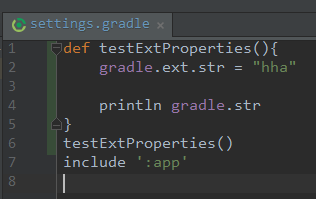 settings.gradle
1 def testExtProperties(){
2     gradle.ext.str = "hha"
3
4     println gradle.str
5 }
6 testExtProperties()
7 include ':app'
8